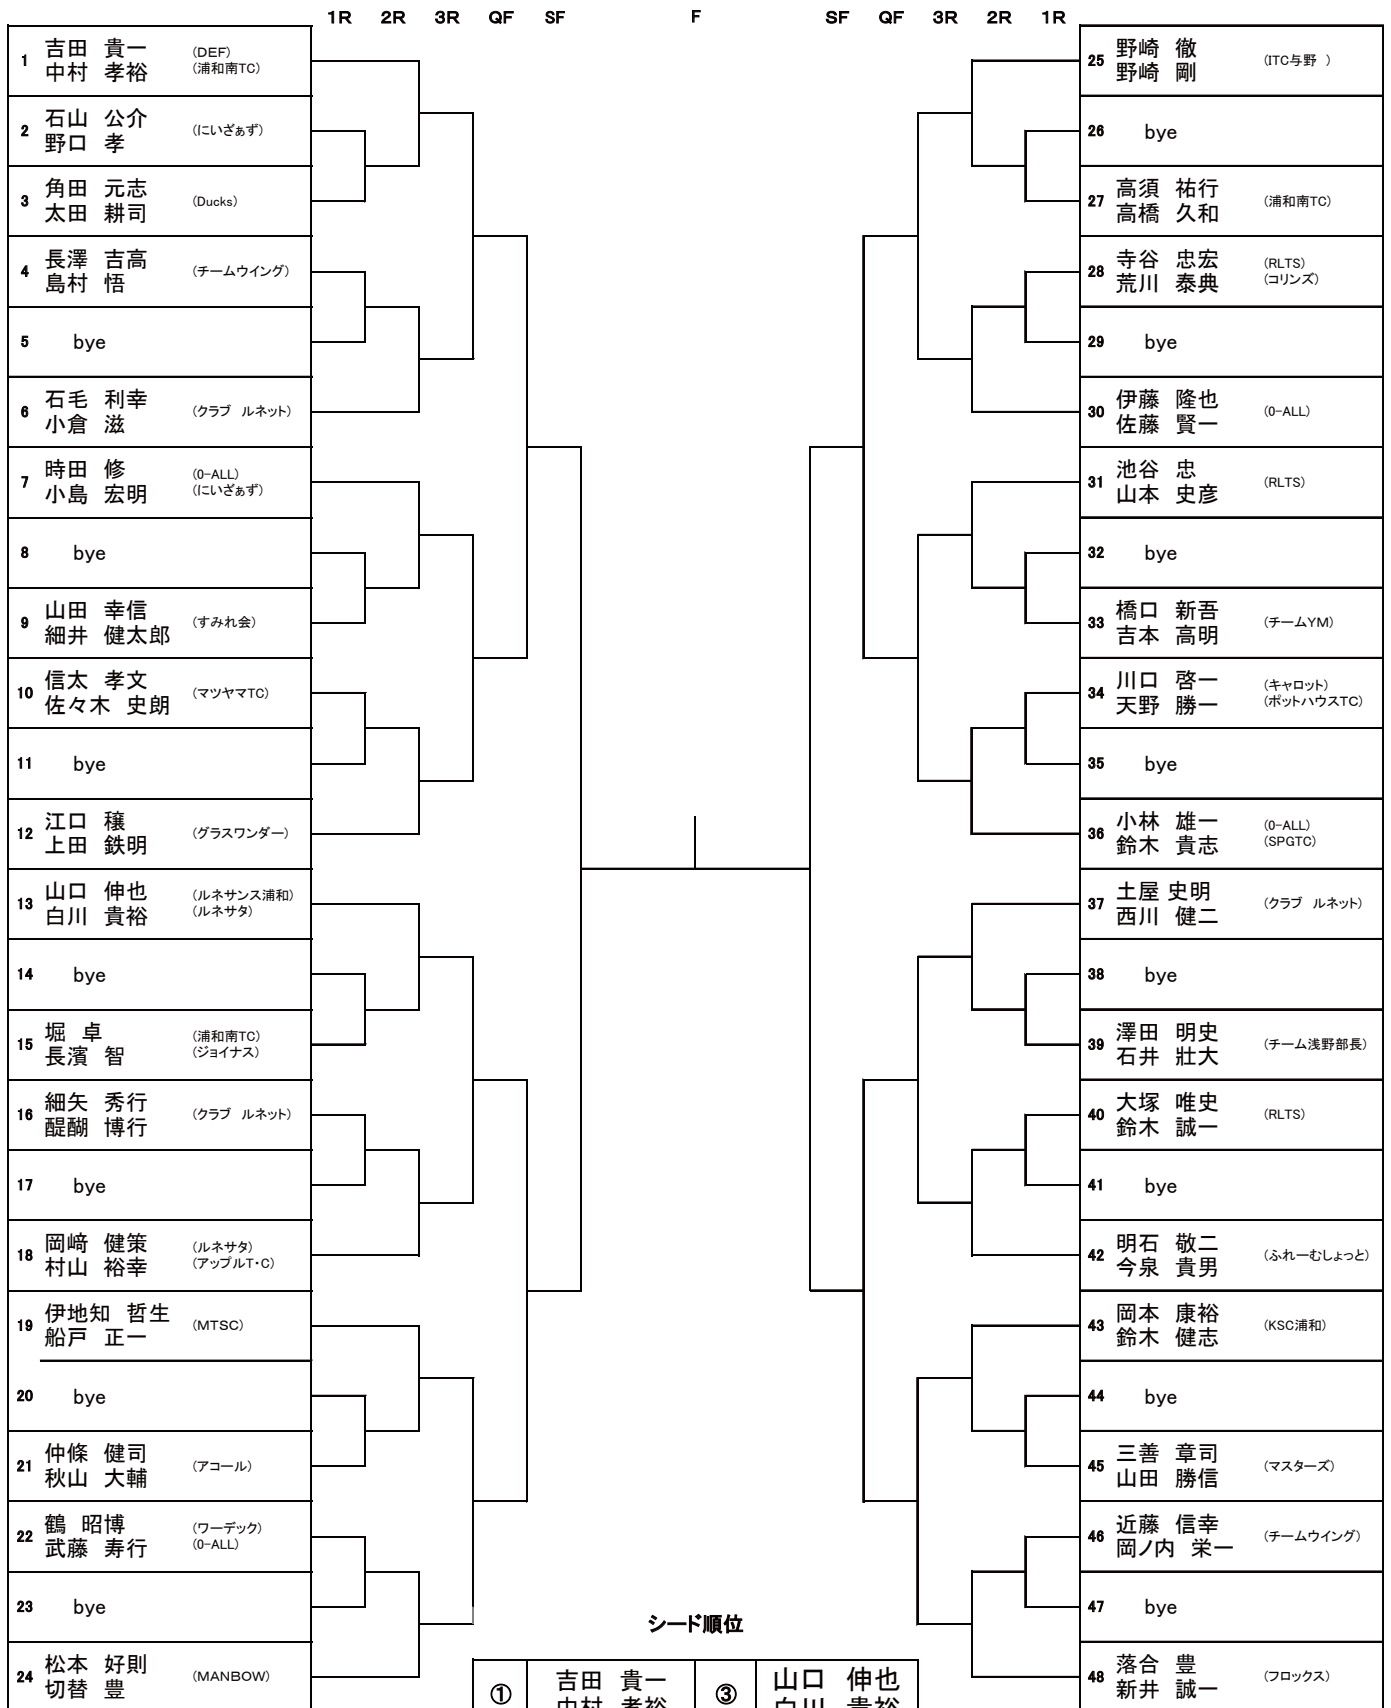 1R 2R 3R QF SF F SF QF 3R 2R 1R
1 吉田 貴一 (DEF)
中村 孝裕 (浦和南TC)
2 石山 公介 (にいざぁず)
野口 孝
3 角田 元志 (Ducks)
太田 耕司
4 長澤 吉高 (チームウイング)
島村 悟
5 bye
6 石毛 利幸 (クラブ ルネット)
小倉 滋
7 時田 修 (0-ALL)
小島 宏明 (にいざぁず)
8 bye
9 山田 幸信 (すみれ会)
細井 健太郎
10 信太 孝文 (マツヤマTC)
佐々木 史朗
11 bye
12 江口 穣 (グラスワンダー)
上田 鉄明
13 山口 伸也 (ルネサンス浦和)
白川 貴裕 (ルネサタ)
14 bye
15 堀 卓 (浦和南TC)
長濱 智 (ジョイナス)
16 細矢 秀行 (クラブ ルネット)
醍醐 博行
17 bye
18 岡﨑 健策 (ルネサタ)
村山 裕幸 (アップルT・C)
19 伊地知 哲生 (MTSC)
船戸 正一
20 bye
21 仲條 健司 (アコール)
秋山 大輔
22 鶴 昭博 (ワーデック)
武藤 寿行 (0-ALL)
23 bye
24 松本 好則 (MANBOW)
切替 豊
25 野崎 徹 (ITC与野 )
野崎 剛
26 bye
27 高須 祐行 (浦和南TC)
高橋 久和
28 寺谷 忠宏 (RLTS)
荒川 泰典 (コリンズ)
29 bye
30 伊藤 隆也 (0-ALL)
佐藤 賢一
31 池谷 忠 (RLTS)
山本 史彦
32 bye
33 橋口 新吾 (チームYM)
吉本 高明
34 川口 啓一 (キャロット)
天野 勝一 (ポットハウスTC)
35 bye
36 小林 雄一 (0-ALL)
鈴木 貴志 (SPGTC)
37 土屋 史明 (クラブ ルネット)
西川 健二
38 bye
39 澤田 明史 (チーム浅野部長)
石井 壯大
40 大塚 唯史 (RLTS)
鈴木 誠一
41 bye
42 明石 敬二 (ふれーむしょっと)
今泉 貴男
43 岡本 康裕 (KSC浦和)
鈴木 健志
44 bye
45 三善 章司 (マスターズ)
山田 勝信
46 近藤 信幸 (チームウイング)
岡ノ内 栄一
47 bye
48 落合 豊 (フロックス)
新井 誠一
シード順位
① 吉田 貴一 ③ 山口 伸也
中村 孝裕 白川 貴裕